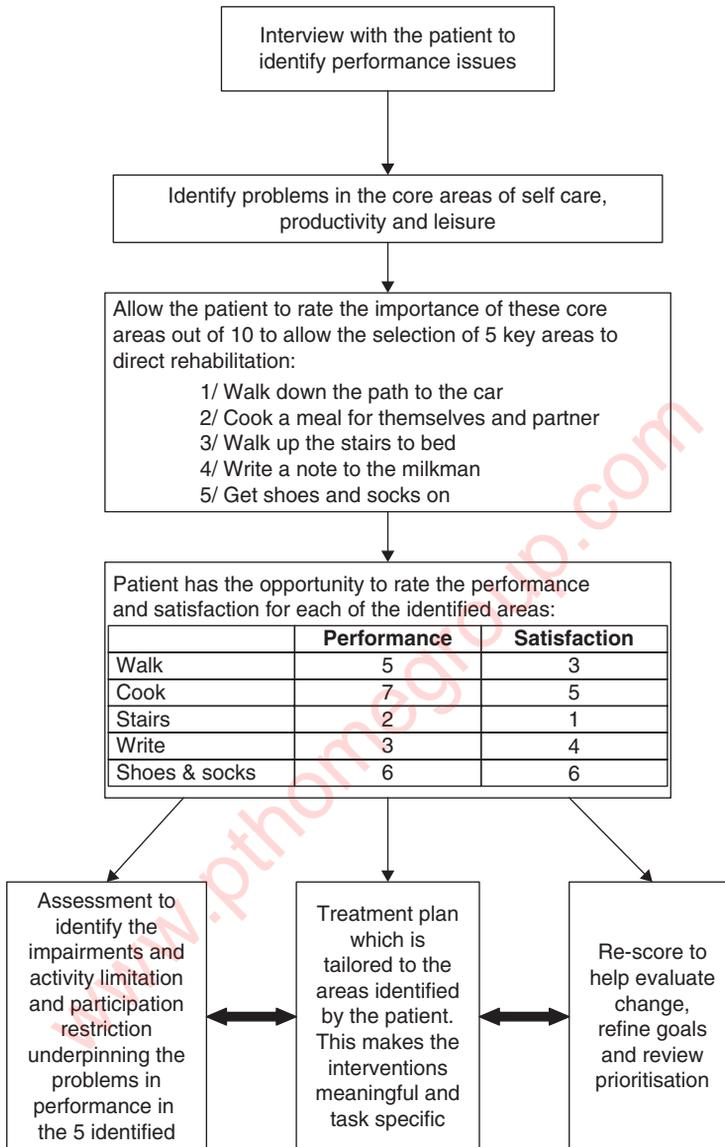 Interview with the patient to
identify performance issues
Identify problems in the core areas of self care,
productivity and leisure
Allow the patient to rate the importance of these core
areas out of 10 to allow the selection of 5 key areas to
direct rehabilitation:
1/ Walk down the path to the car
2/ Cook a meal for themselves and partner
3/ Walk up the stairs to bed
4/ Write a note to the milkman
5/ Get shoes and socks on
Patient has the opportunity to rate the performance
and satisfaction for each of the identified areas:
Performance Satisfaction
Walk 5 3
Cook 7 5
Stairs 2 1
Write 3 4
Shoes & socks 6 6
Assessment to
identify the
impairments and
activity limitation
and participation
restriction
underpinning the
problems in
performance in
the 5 identified
Treatment plan
which is
tailored to the
areas identified
by the patient.
This makes the
interventions
meaningful and
task specific
Re-score to
help evaluate
change,
refine goals
and review
prioritisation
www.pthomegroup.com